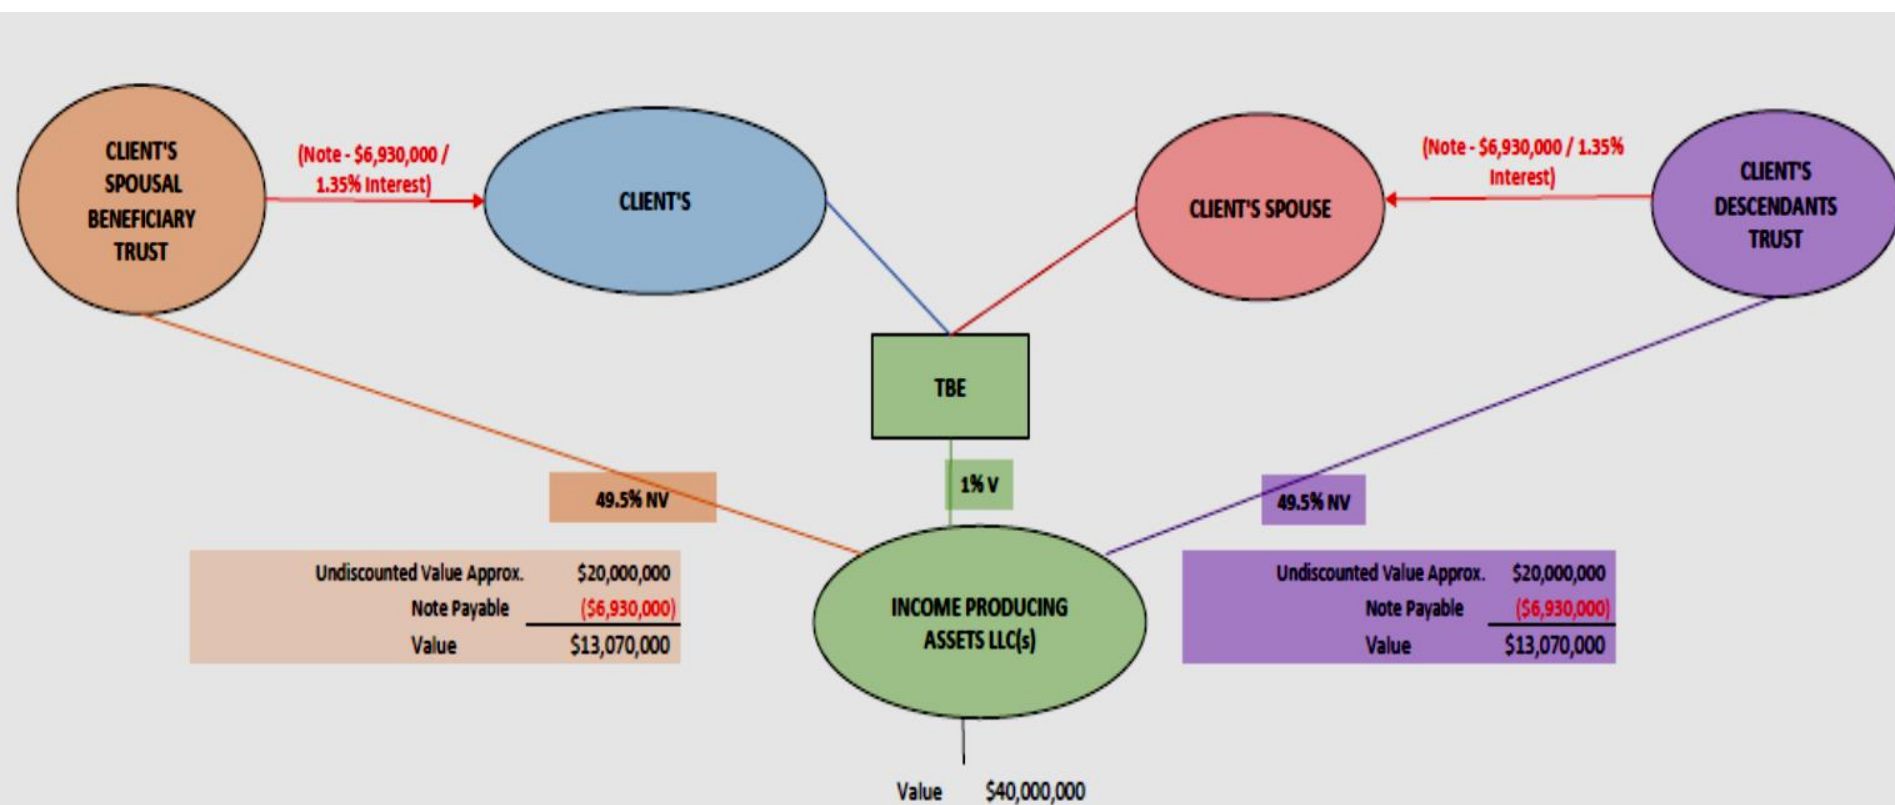 CLIENT'S
SPOUSAL
BENEFICIARY
TRUST
(Note - $6,930,000 /
1.35% Interest)
CLIENT'S
CLIENT'S SPOUSE
(Note - $6,930,000 / 1.35%
Interest)
CLIENT'S
DESCENDANTS
TRUST
TBE
49.5% NV
1% V
49.5% NV
Undiscounted Value Approx. $20,000,000
Note Payable ($6,930,000)
Value $13,070,000
INCOME PRODUCING
ASSETS LLC(s)
Undiscounted Value Approx. $20,000,000
Note Payable ($6,930,000)
Value $13,070,000
Value $40,000,000